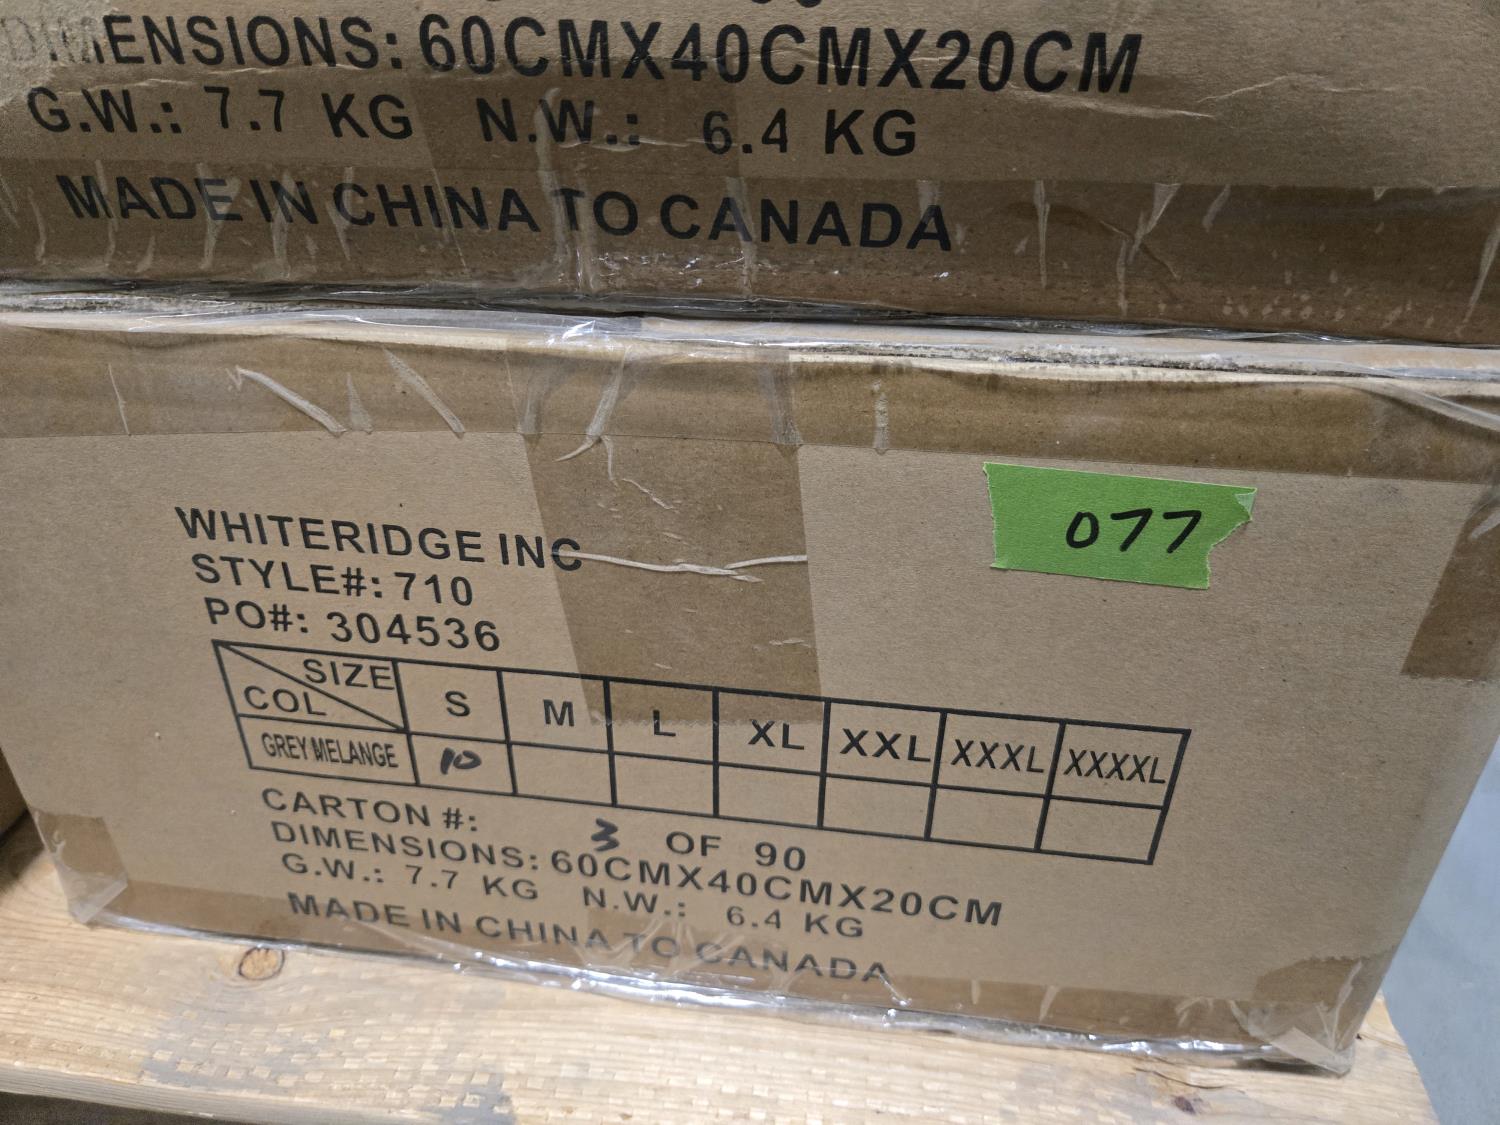 DIMENSIONS: 60CMX40CMX20CM
G.W.: 7.7 KG N.W.: 6.4 KG
MADE IN CHINA TO CANADA
077
WHITERIDGE INC
STYLE#: 710
PO#: 304536
SIZE
COL S M L XL XXL XXXL XXXXL
GREY MELANGE 10
CARTON #: 3 OF 90
DIMENSIONS: 60CMX40CMX20CM
G.W.: 7.7 KG N.W.: 6.4 KG
MADE IN CHINA TO CANADA